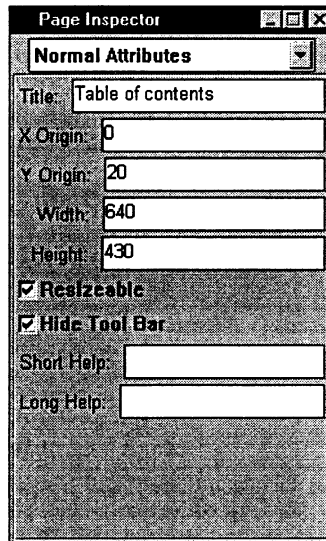 Page Inspector
Normal Attributes
Title: Table of contents
X Origin: 0
Y Origin: 20
Width: 640
Height: 430
Resizeable
Hide Tool Bar
Short Help:
Long Help: